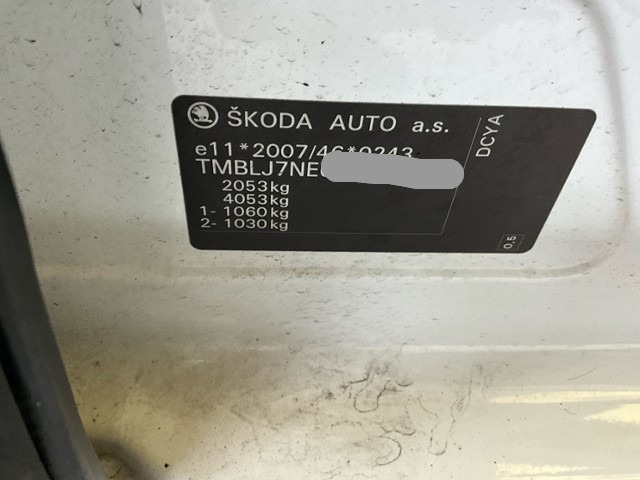 ŠKODA AUTO a.s.
e11*2007/46*0243
TMBLJ7NE
2053kg
4053kg
1- 1060kg
2- 1030kg
DCYA
0.5